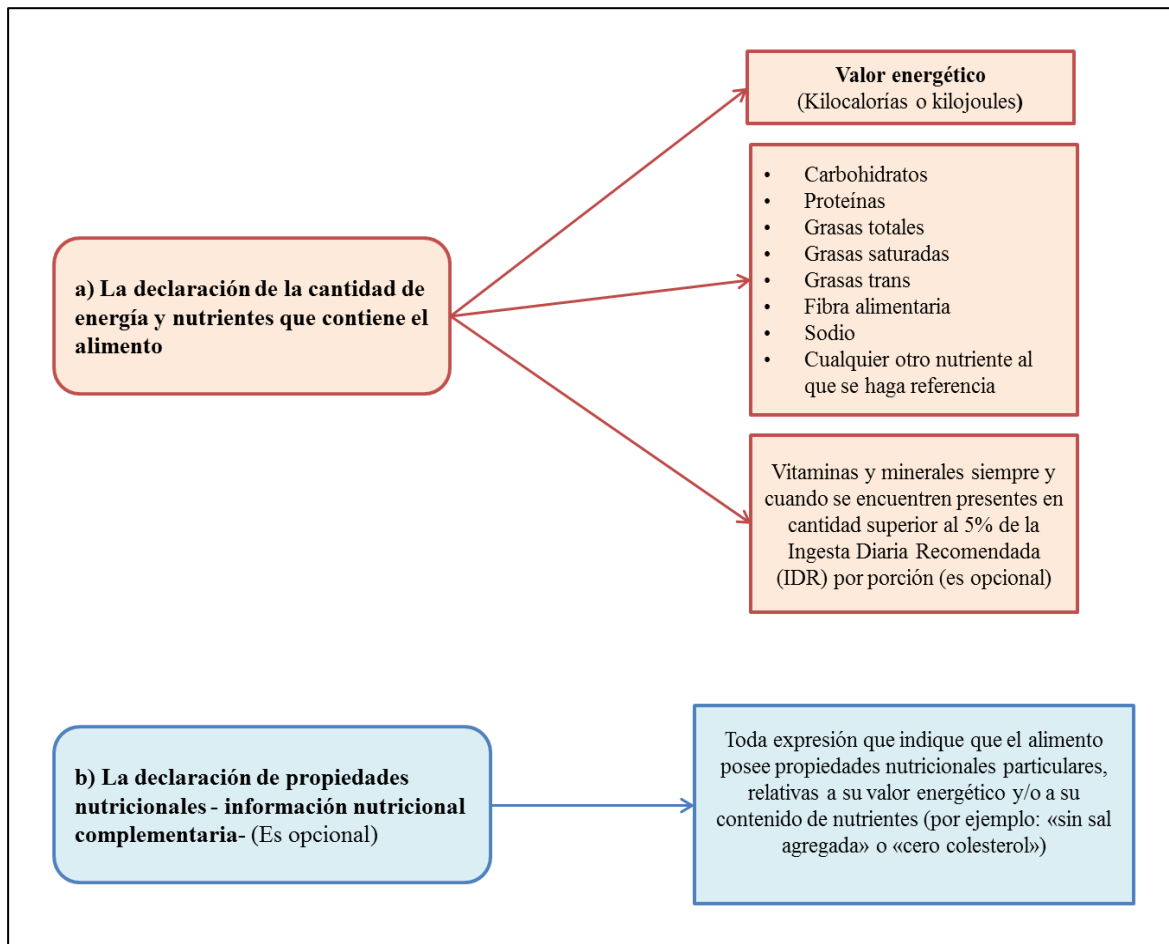 Valor energético
(Kilocalorías o kilojoules)
• Carbohidratos
• Proteínas
• Grasas totales
• Grasas saturadas
• Grasas trans
• Fibra alimentaria
• Sodio
• Cualquier otro nutriente al
que se haga referencia
a) La declaración de la cantidad de
energía y nutrientes que contiene el
alimento
Vitaminas y minerales siempre y
cuando se encuentren presentes en
cantidad superior al 5% de la
Ingesta Diaria Recomendada
(IDR) por porción (es opcional)
b) La declaración de propiedades
nutricionales - información nutricional
complementaria- (Es opcional)
Toda expresión que indique que el alimento
posee propiedades nutricionales particulares,
relativas a su valor energético y/o a su
contenido de nutrientes (por ejemplo: «sin sal
agregada» o «cero colesterol»)